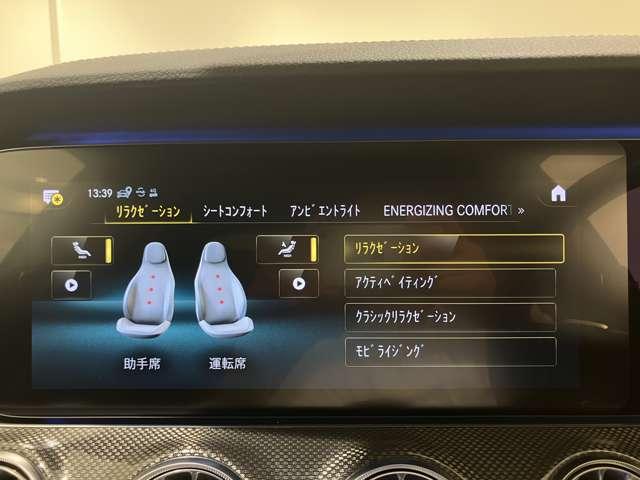 13:39 4G
ﾘﾗｸｾﾞｰｼｮﾝ ｼｰﾄｺﾝﾌｫｰﾄ ｱﾝﾋﾞｴﾝﾄﾗｲﾄ ENERGIZING COMFORT »
ﾘﾗｸｾﾞｰｼｮﾝ
ｱｸﾃｨﾍﾞｲﾃｨﾝｸﾞ
ｸﾗｼｯｸﾘﾗｸｾﾞｰｼｮﾝ
ﾓﾋﾞﾗｲｼﾞﾝｸﾞ
助手席 運転席